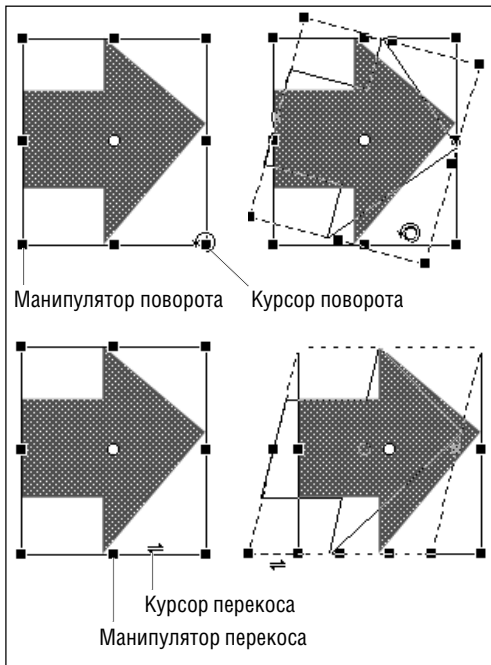 Манипулятор поворота
Курсор поворота
Курсор перекоса
Манипулятор перекоса